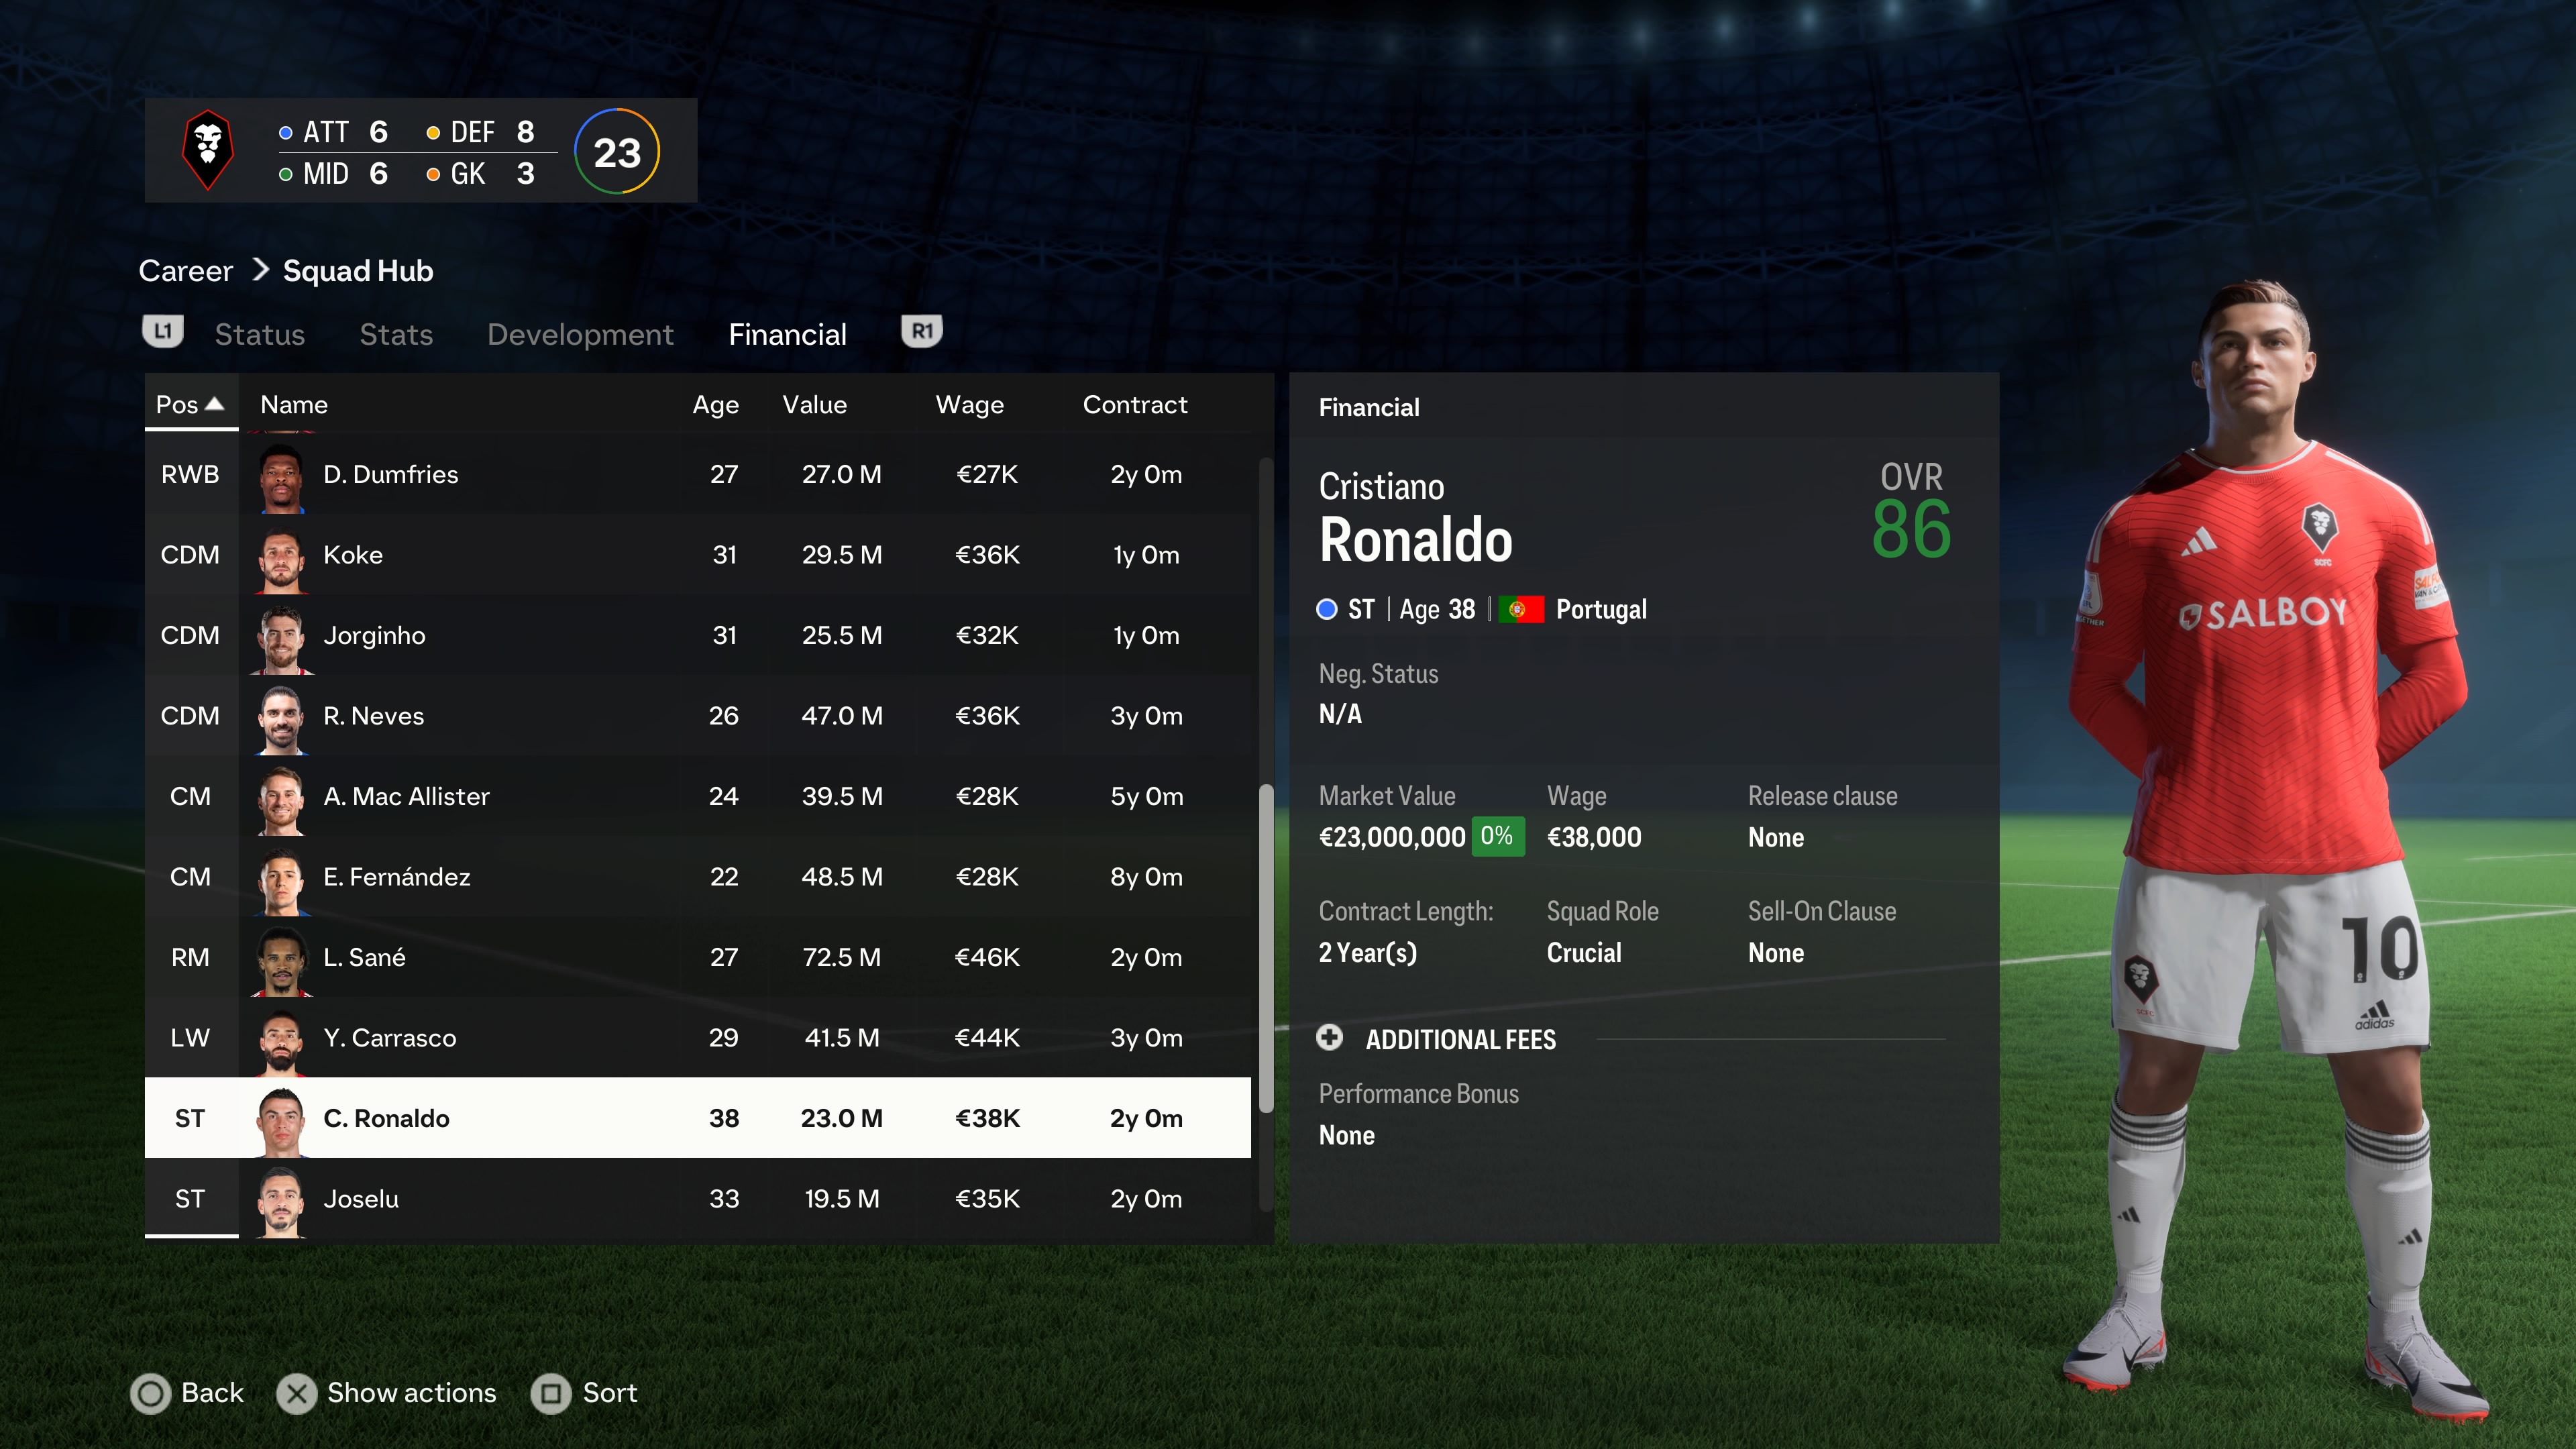 ATT 6 DEF 8
MID 6 GK 3
23
Career > Squad Hub
L1 Status Stats Development Financial R1
Pos Name Age Value Wage Contract
RWB D. Dumfries 27 27.0 M €27K 2y 0m
CDM Koke 31 29.5 M €36K 1y 0m
CDM Jorginho 31 25.5 M €32K 1y 0m
CDM R. Neves 26 47.0 M €36K 3y 0m
CM A. Mac Allister 24 39.5 M €28K 5y 0m
CM E. Fernández 22 48.5 M €28K 8y 0m
RM L. Sané 27 72.5 M €46K 2y 0m
LW Y. Carrasco 29 41.5 M €44K 3y 0m
ST C. Ronaldo 38 23.0 M €38K 2y 0m
ST Joselu 33 19.5 M €35K 2y 0m
Financial
Cristiano
Ronaldo
OVR
86
ST | Age 38 | Portugal
Neg. Status
N/A
Market Value Wage Release clause
€23,000,000 0% €38,000 None
Contract Length: Squad Role Sell-On Clause
2 Year(s) Crucial None
ADDITIONAL FEES
Performance Bonus
None
SCFC
SALBOY
10
adidas
SCFC
Back Show actions Sort